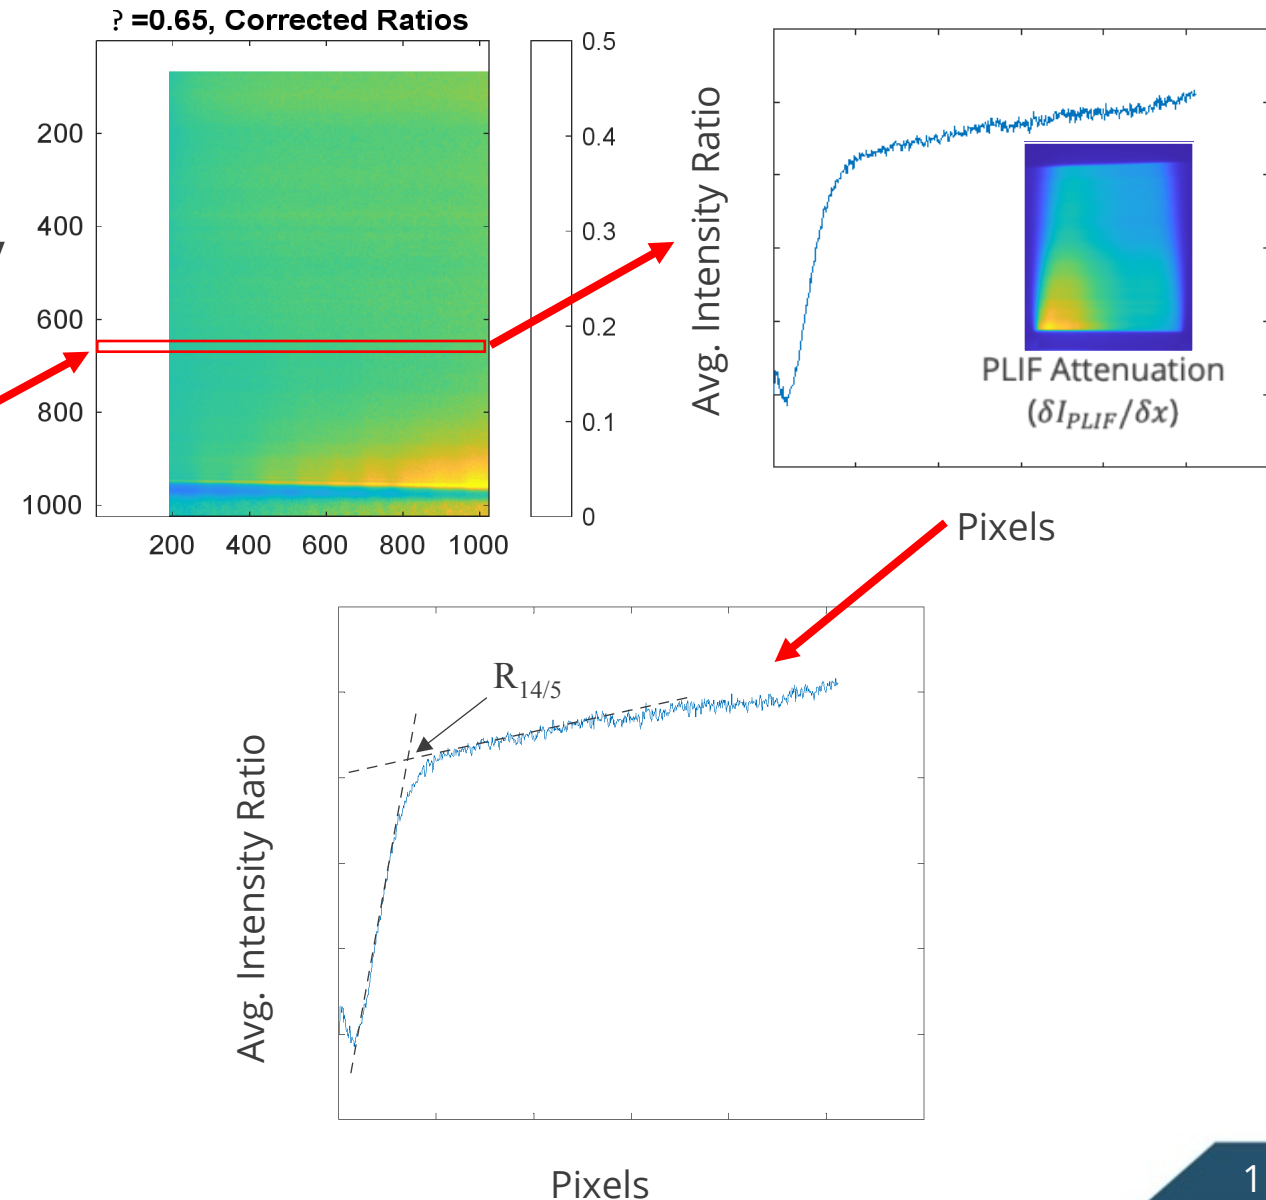 ? =0.65, Corrected Ratios
200
400
600
800
1000
200 400 600 800 1000
0.5
0.4
0.3
0.2
0.1
0
Avg. Intensity Ratio
PLIF Attenuation
(δI_PLIF/δx)
Pixels
R_14/5
Avg. Intensity Ratio
Pixels
1